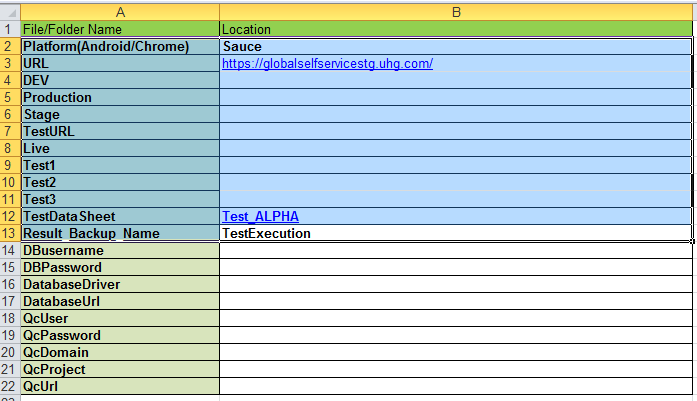 A B
1 File/Folder Name Location
2 Platform(Android/Chrome) Sauce
3 URL https://globalselfservicestg.uhg.com/
4 DEV
5 Production
6 Stage
7 TestURL
8 Live
9 Test1
10 Test2
11 Test3
12 TestDataSheet Test_ALPHA
13 Result_Backup_Name TestExecution
14 DBusername
15 DBPassword
16 DatabaseDriver
17 DatabaseUrl
18 QcUser
19 QcPassword
20 QcDomain
21 QcProject
22 QcUrl